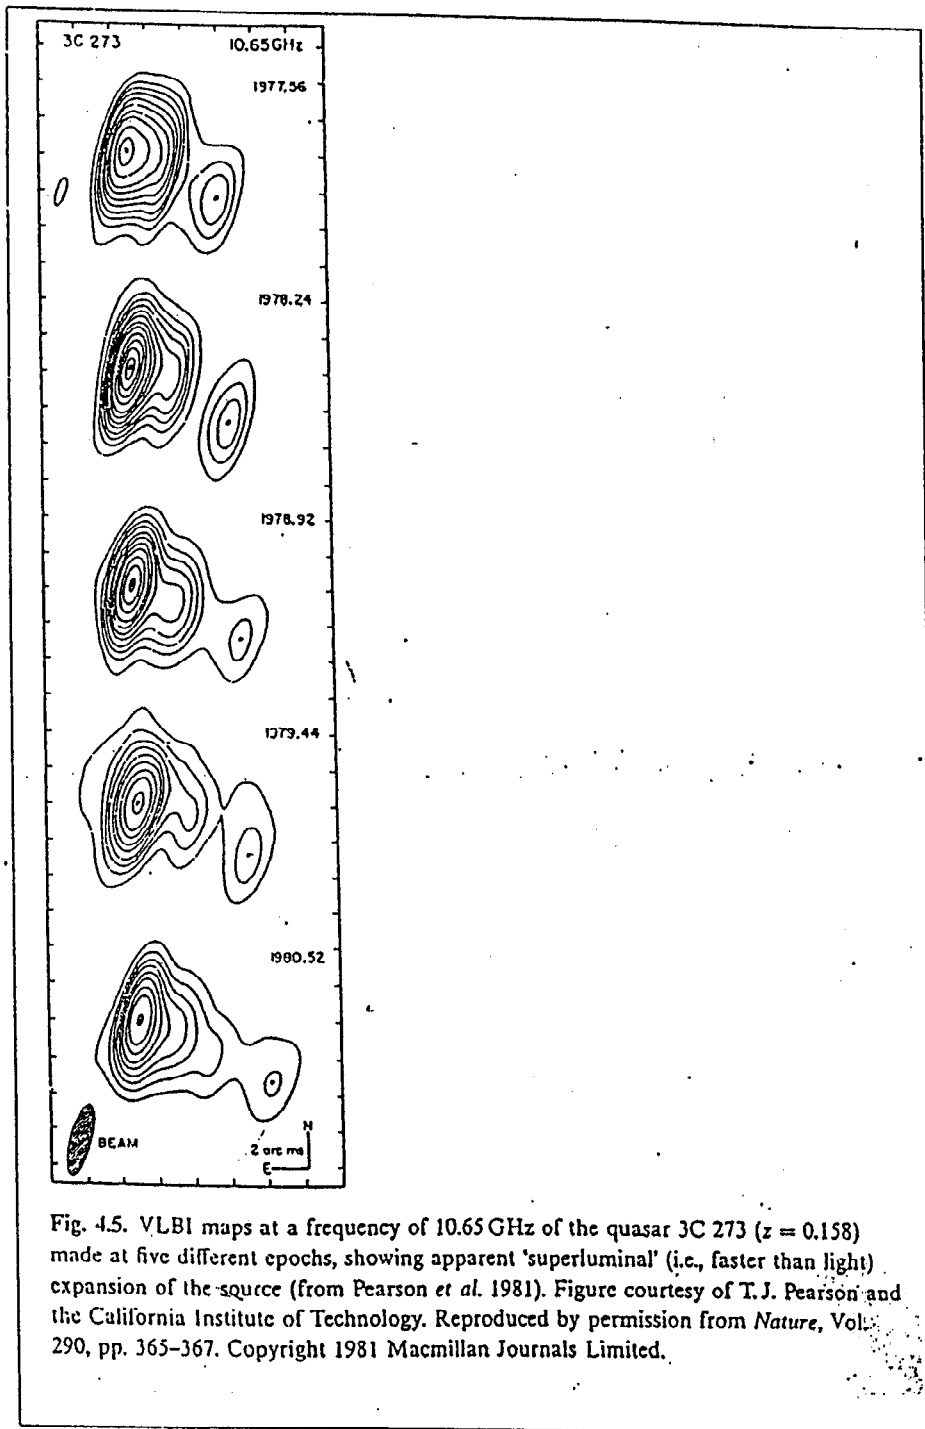 3C 273 10.65GHz
1977.56
1978.24
1978.92
1979.44
1980.52
BEAM
N
2 arc ms
E
Fig. 4.5. VLBI maps at a frequency of 10.65 GHz of the quasar 3C 273 (z = 0.158)
made at five different epochs, showing apparent 'superluminal' (i.e., faster than light)
expansion of the source (from Pearson et al. 1981). Figure courtesy of T. J. Pearson and
the California Institute of Technology. Reproduced by permission from Nature, Vol.
290, pp. 365–367. Copyright 1981 Macmillan Journals Limited.